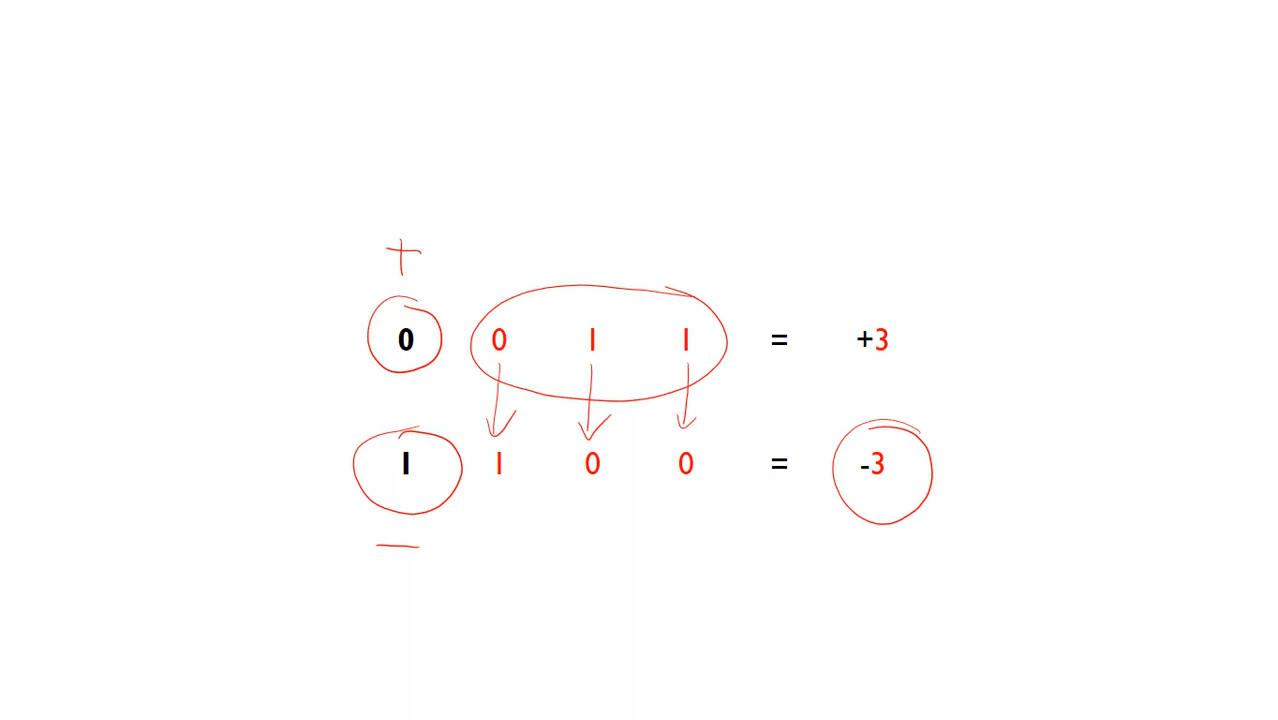 +
0 0 1 1 = +3
1 1 0 0 = -3
—